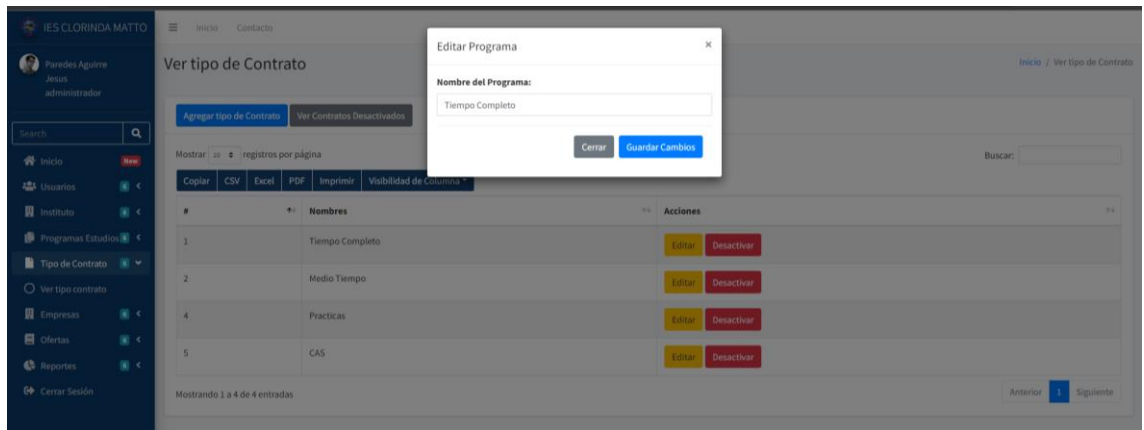 IES CLORINDA MATTO
Inicio Contacto
Paredes Aguirre
Jesus
administrador
Search
Inicio New
Usuarios
Instituto
Programas Estudios
Tipo de Contrato
Ver tipo contrato
Empresas
Ofertas
Reportes
Cerrar Sesión
Ver tipo de Contrato
Inicio / Ver tipo de Contrato
Editar Programa ×
Nombre del Programa:
Tiempo Completo
Cerrar Guardar Cambios
Agregar tipo de Contrato Ver Contratos Desactivados
Mostrar 10 registros por página
Buscar:
Copiar CSV Excel PDF Imprimir Visibilidad de Columna
# Nombres Acciones
1 Tiempo Completo Editar Desactivar
2 Medio Tiempo Editar Desactivar
4 Practicas Editar Desactivar
5 CAS Editar Desactivar
Mostrando 1 a 4 de 4 entradas
Anterior 1 Siguiente